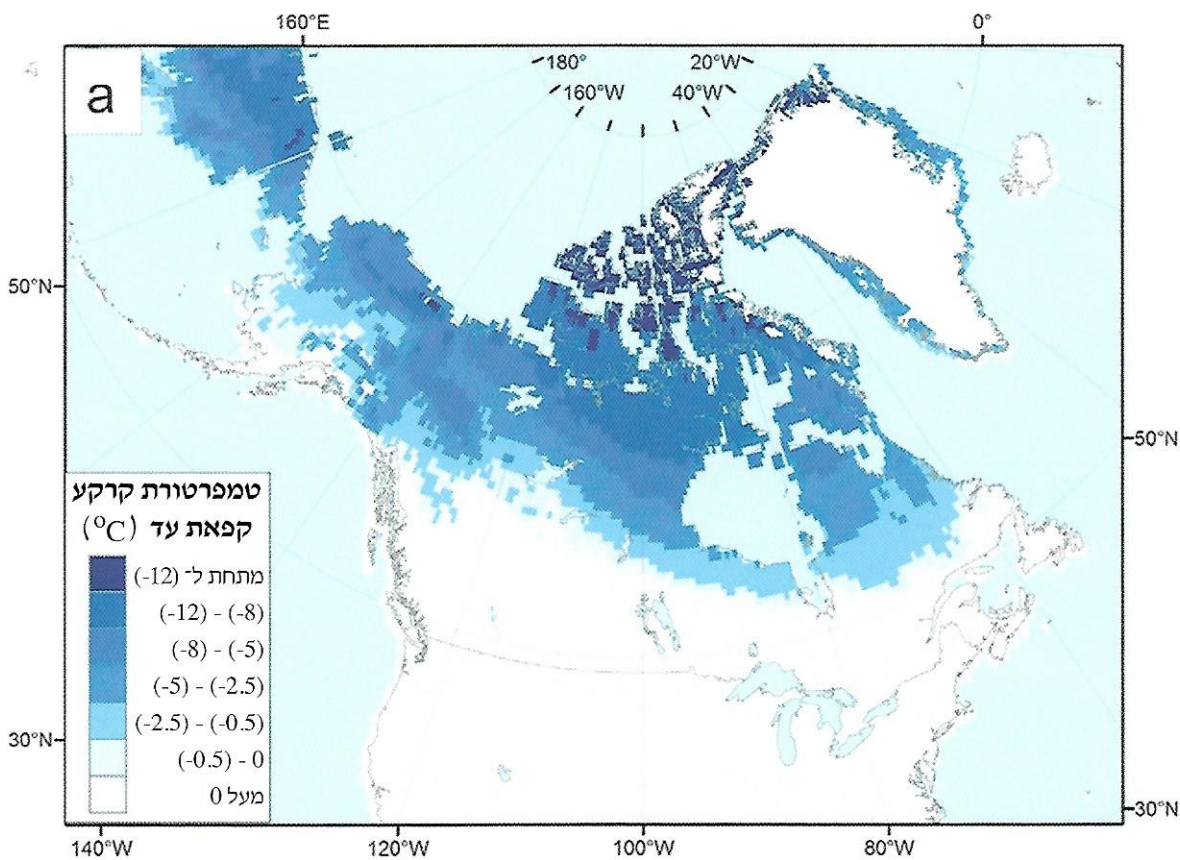 160°E
0°
a
180°
20°W
160°W
40°W
50°N
50°N
טמפרטורת קרקע
קפאת עד (°C)
מתחת ל־ (-12)
(-12) - (-8)
(-8) - (-5)
(-5) - (-2.5)
(-2.5) - (-0.5)
(-0.5) - 0
מעל 0
30°N
30°N
140°W
120°W
100°W
80°W